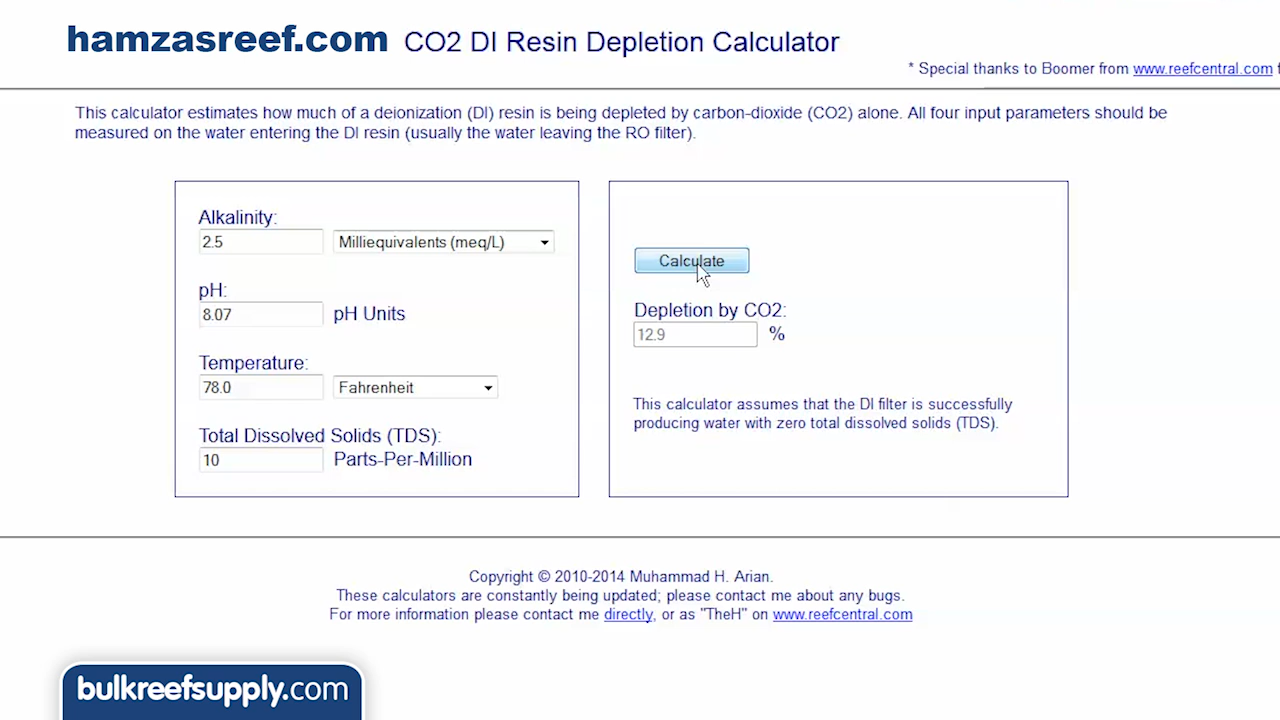 hamzasreef.com CO2 DI Resin Depletion Calculator
* Special thanks to Boomer from www.reefcentral.com f
This calculator estimates how much of a deionization (DI) resin is being depleted by carbon-dioxide (CO2) alone. All four input parameters should be
measured on the water entering the DI resin (usually the water leaving the RO filter).
Alkalinity:
2.5 Milliequivalents (meq/L)
pH:
8.07 pH Units
Temperature:
78.0 Fahrenheit
Total Dissolved Solids (TDS):
10 Parts-Per-Million
Calculate
Depletion by CO2:
12.9 %
This calculator assumes that the DI filter is successfully
producing water with zero total dissolved solids (TDS).
Copyright © 2010-2014 Muhammad H. Arian.
These calculators are constantly being updated; please contact me about any bugs.
For more information please contact me directly, or as "TheH" on www.reefcentral.com
bulkreefsupply.com